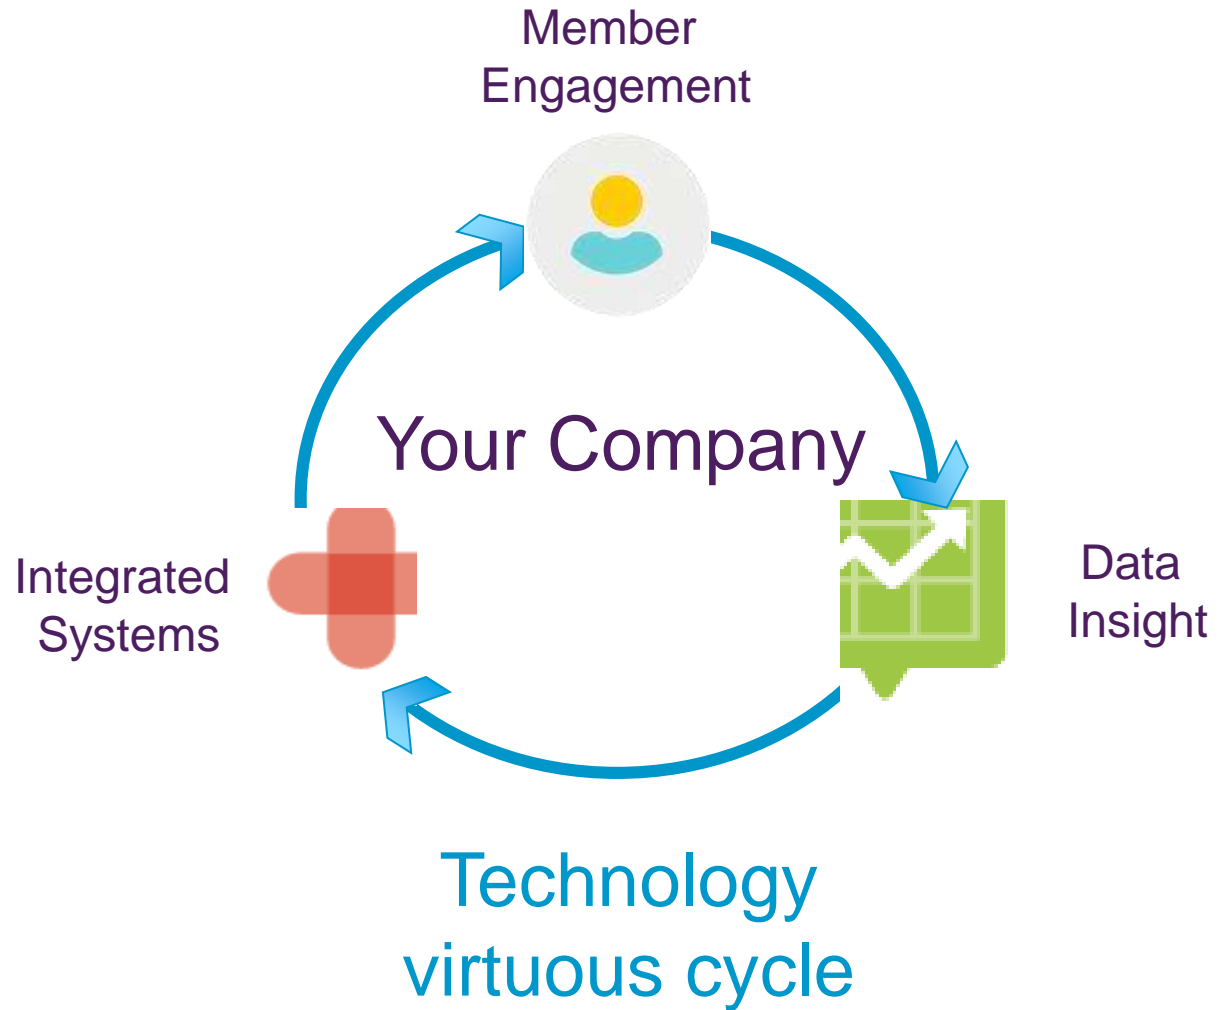 Member
Engagement
Your Company
Integrated
Systems
Data
Insight
Technology
virtuous cycle